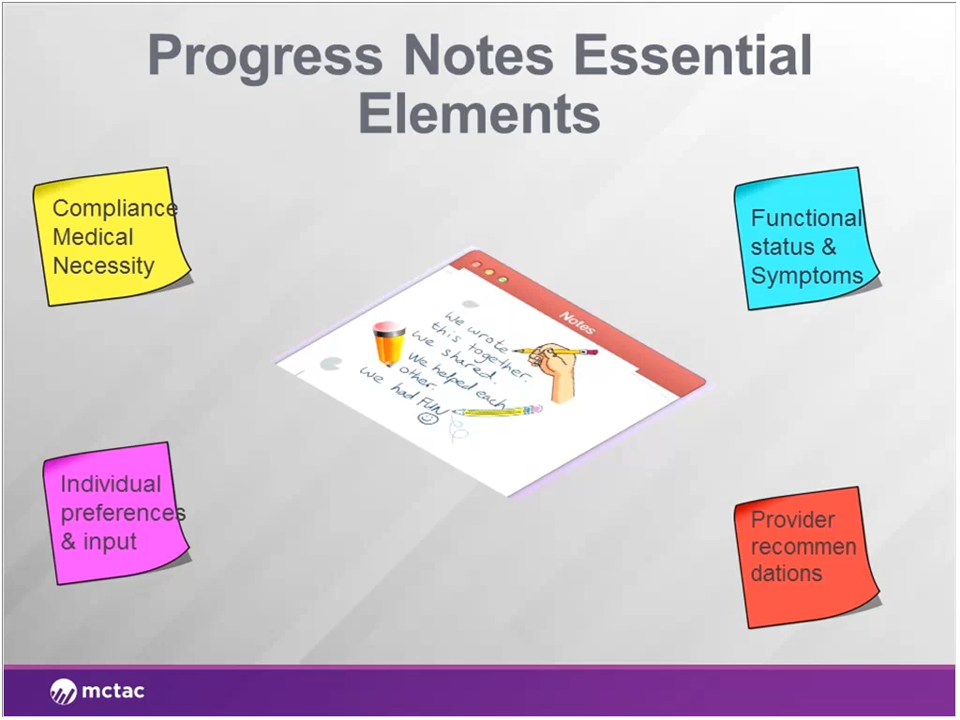 Progress Notes Essential
Elements
Compliance
Medical
Necessity
Functional
status &
Symptoms
Notes
We wrote
this together.
We shared.
We helped each
other.
We had FUN
Individual
preferences
& input
Provider
recommen
dations
mctac